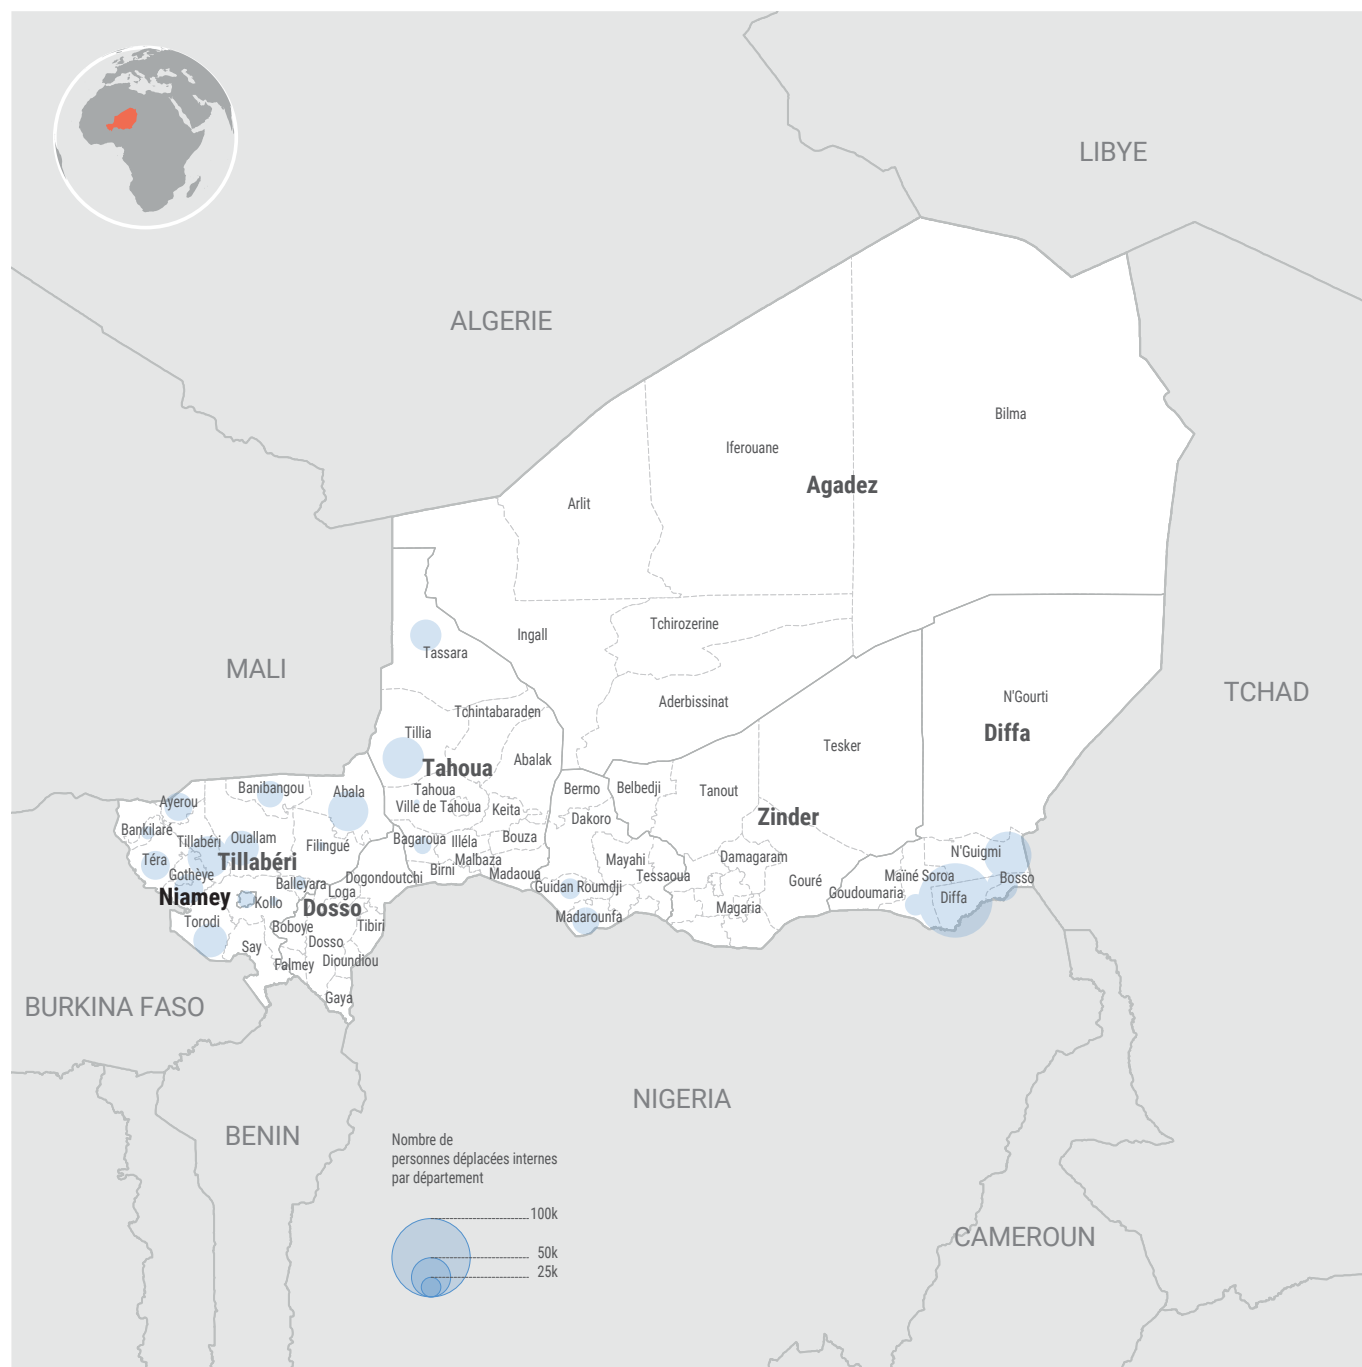 LIBYE
ALGERIE
Bilma
Iferouane
Agadez
Arlit
Tchirozerine
Ingall
Tassara
MALI
TCHAD
N'Gourti
Aderbissinat
Tchintabaraden
Tillia
Diffa
Tesker
Abalak
Tahoua
Banibangou
Abala
Tahoua
Bermo
Belbedji
Tanout
Ayerou
Ville de Tahoua
Keita
Dakoro
Zinder
Bankilaré
Tillabéri
Ouallam
Filingué
Bagaroua
Illéla
Bouza
Téra
Tillabéri
Malbaza
Mayahi
Damagaram
N'Guigmi
Gothèye
Birni
Madaoua
Tessaoua
Maïné Soroa
Bosso
Balleyara
Dogondoutchi
Guidan Roumdji
Gouré
Goudoumaria
Diffa
Niamey
Kollo
Loga
Dosso
Magaria
Madarounfa
Torodi
Boboye
Tibiri
Say
Dosso
Falmey
Dioundiou
Gaya
BURKINA FASO
NIGERIA
BENIN
Nombre de
personnes déplacées internes
par département
100k
50k
25k
CAMEROUN